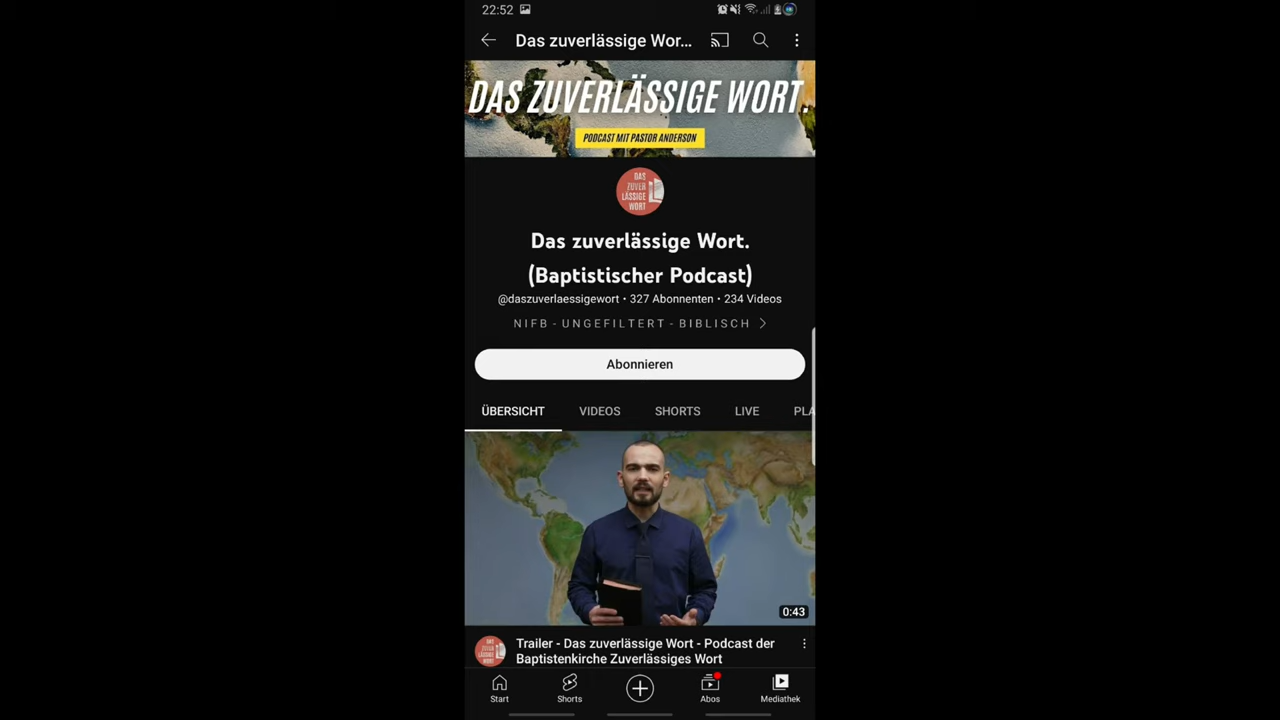 22:52
Das zuverlässige Wor...
DAS ZUVERLÄSSIGE WORT.
PODCAST MIT PASTOR ANDERSON
DAS
ZUVER
LÄSSIGE
WORT
Das zuverlässige Wort.
(Baptistischer Podcast)
@daszuverlaessigewort • 327 Abonnenten • 234 Videos
NIFB - UNGEFILTERT - BIBLISCH
Abonnieren
ÜBERSICHT VIDEOS SHORTS LIVE PLA
0:43
Trailer - Das zuverlässige Wort - Podcast der
Baptistenkirche Zuverlässiges Wort
Start Shorts Abos Mediathek